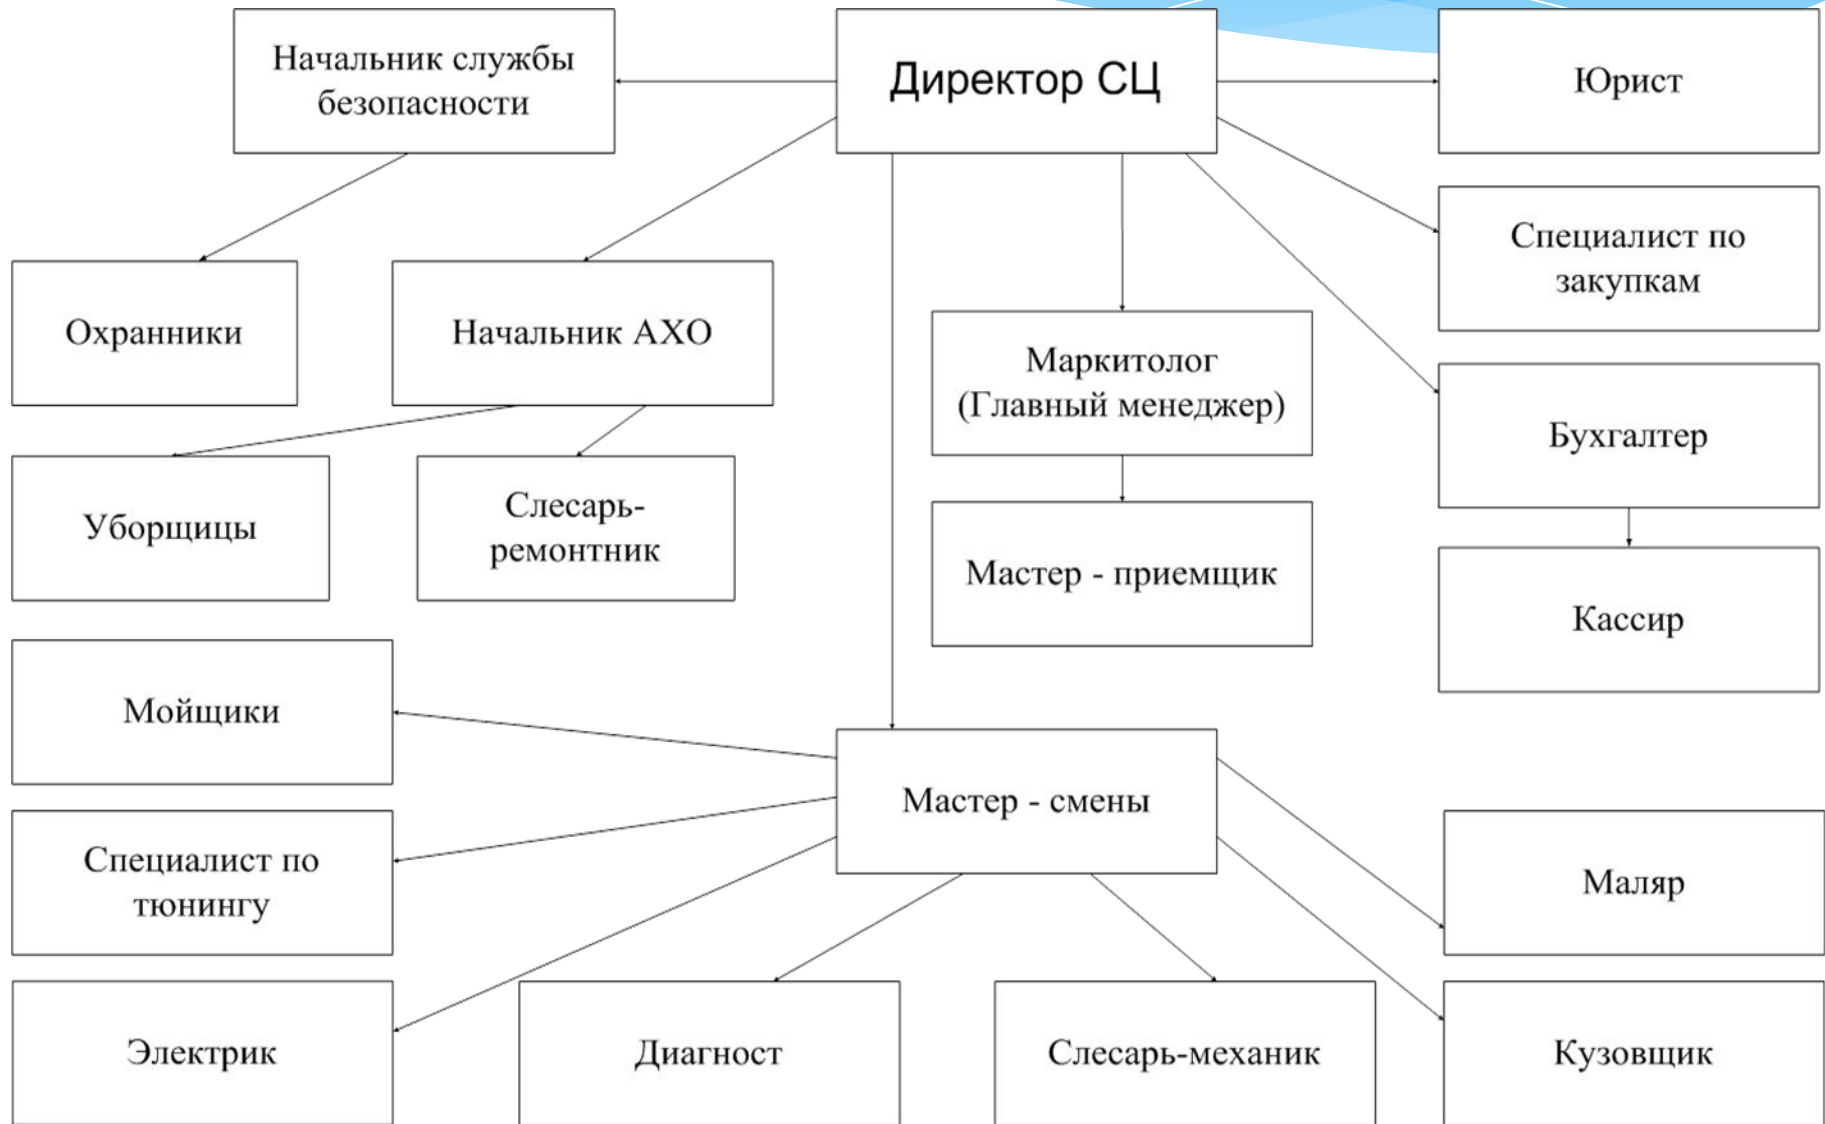 Начальник службы
безопасности
Директор СЦ
Юрист
Специалист по
закупкам
Охранники
Начальник АХО
Маркитолог
(Главный менеджер)
Бухгалтер
Уборщицы
Слесарь-
ремонтник
Мастер - приемщик
Кассир
Мойщики
Мастер - смены
Специалист по
тюнингу
Маляр
Электрик
Диагност
Слесарь-механик
Кузовщик